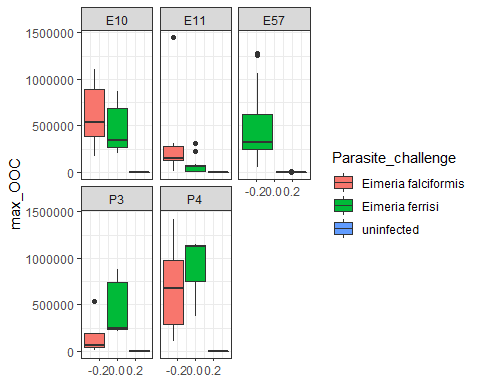 E10 E11 E57
1500000
1000000
500000
0
-0.20.00.2
max_OOC
Parasite_challenge
Eimeria falciformis
Eimeria ferrisi
uninfected
P3 P4
1500000
1000000
500000
0
-0.20.00.2 -0.20.00.2